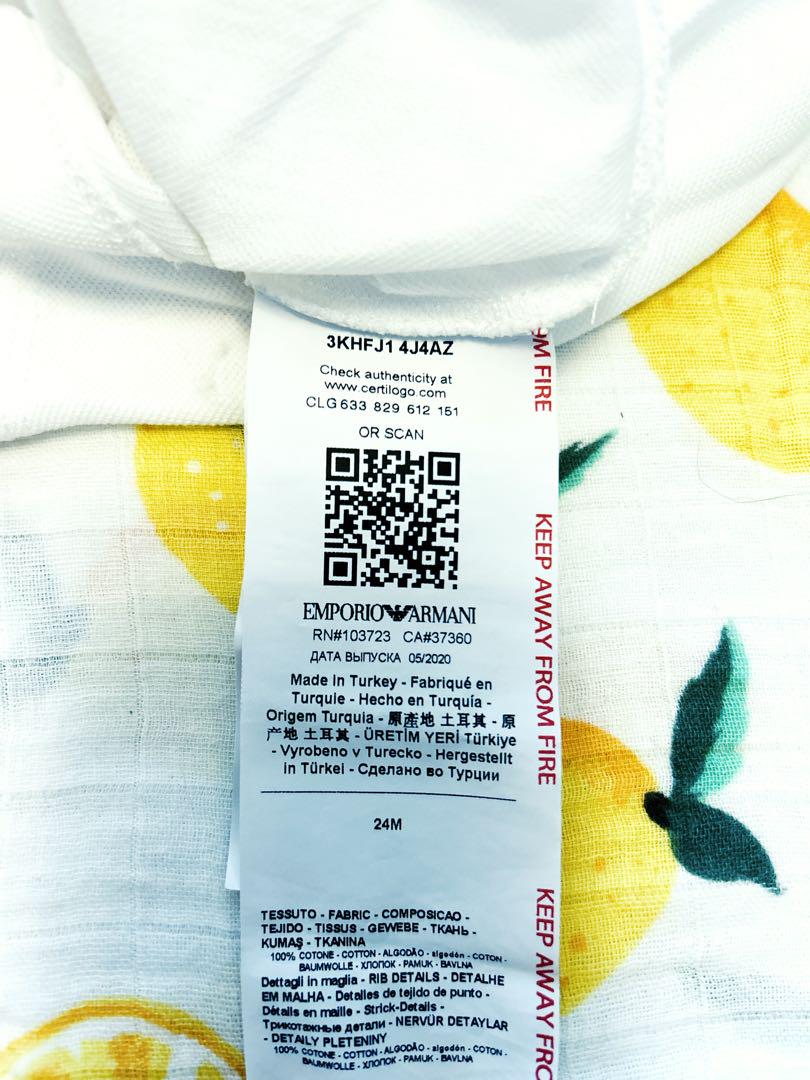 3KHFJ1 4J4AZ
Check authenticity at
www.certilogo.com
CLG 633 829 612 151
OR SCAN
EMPORIO ARMANI
RN#103723 CA#37360
ДАТА ВЫПУСКА 05/2020
Made in Turkey - Fabriqué en
Turquie - Hecho en Turquía -
Origem Turquia - 原產地 土耳其 - 原
产地 土耳其 - ÜRETİM YERİ Türkiye
- Vyrobeno v Turecko - Hergestellt
in Türkei - Сделано во Турции
24M
TESSUTO - FABRIC - COMPOSICAO -
TEJIDO - TISSUS - GEWEBE - ТКАНЬ -
KUMAŞ - TKANINA
100% COTONE - COTTON - ALGODÃO - algodón - COTON -
BAUMWOLLE - ХЛОПОК - PAMUK - BAVLNA
Dettagli in maglia - RIB DETAILS - DETALHE
EM MALHA - Detalles de tejido de punto -
Détails en maille - Strick-Details -
Трикотажные детали - NERVÜR DETAYLAR
- DETAILY PLETENINY
100% COTONE - COTTON - ALGODÃO - algodón - COTON -
BAUMWOLLE - ХЛОПОК - PAMUK - BAVLNA
OM FIRE
KEEP AWAY FROM FIRE
KEEP AWAY FRO